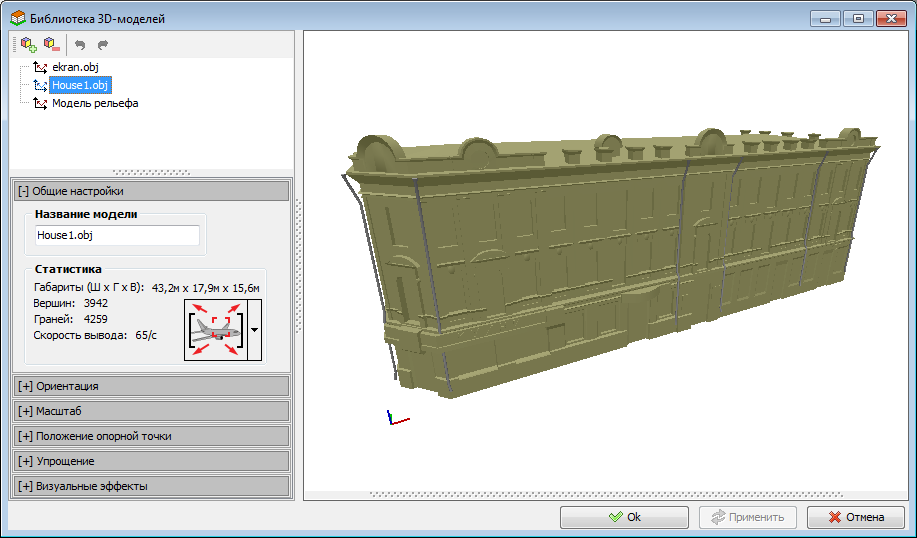 Библиотека 3D-моделей
ekran.obj
House1.obj
Модель рельефа
[-] Общие настройки
Название модели
House1.obj
Статистика
Габариты (Ш x Г x В): 43,2м x 17,9м x 15,6м
Вершин: 3942
Граней: 4259
Скорость вывода: 65/с
[+] Ориентация
[+] Масштаб
[+] Положение опорной точки
[+] Упрощение
[+] Визуальные эффекты
Ok Применить Отмена